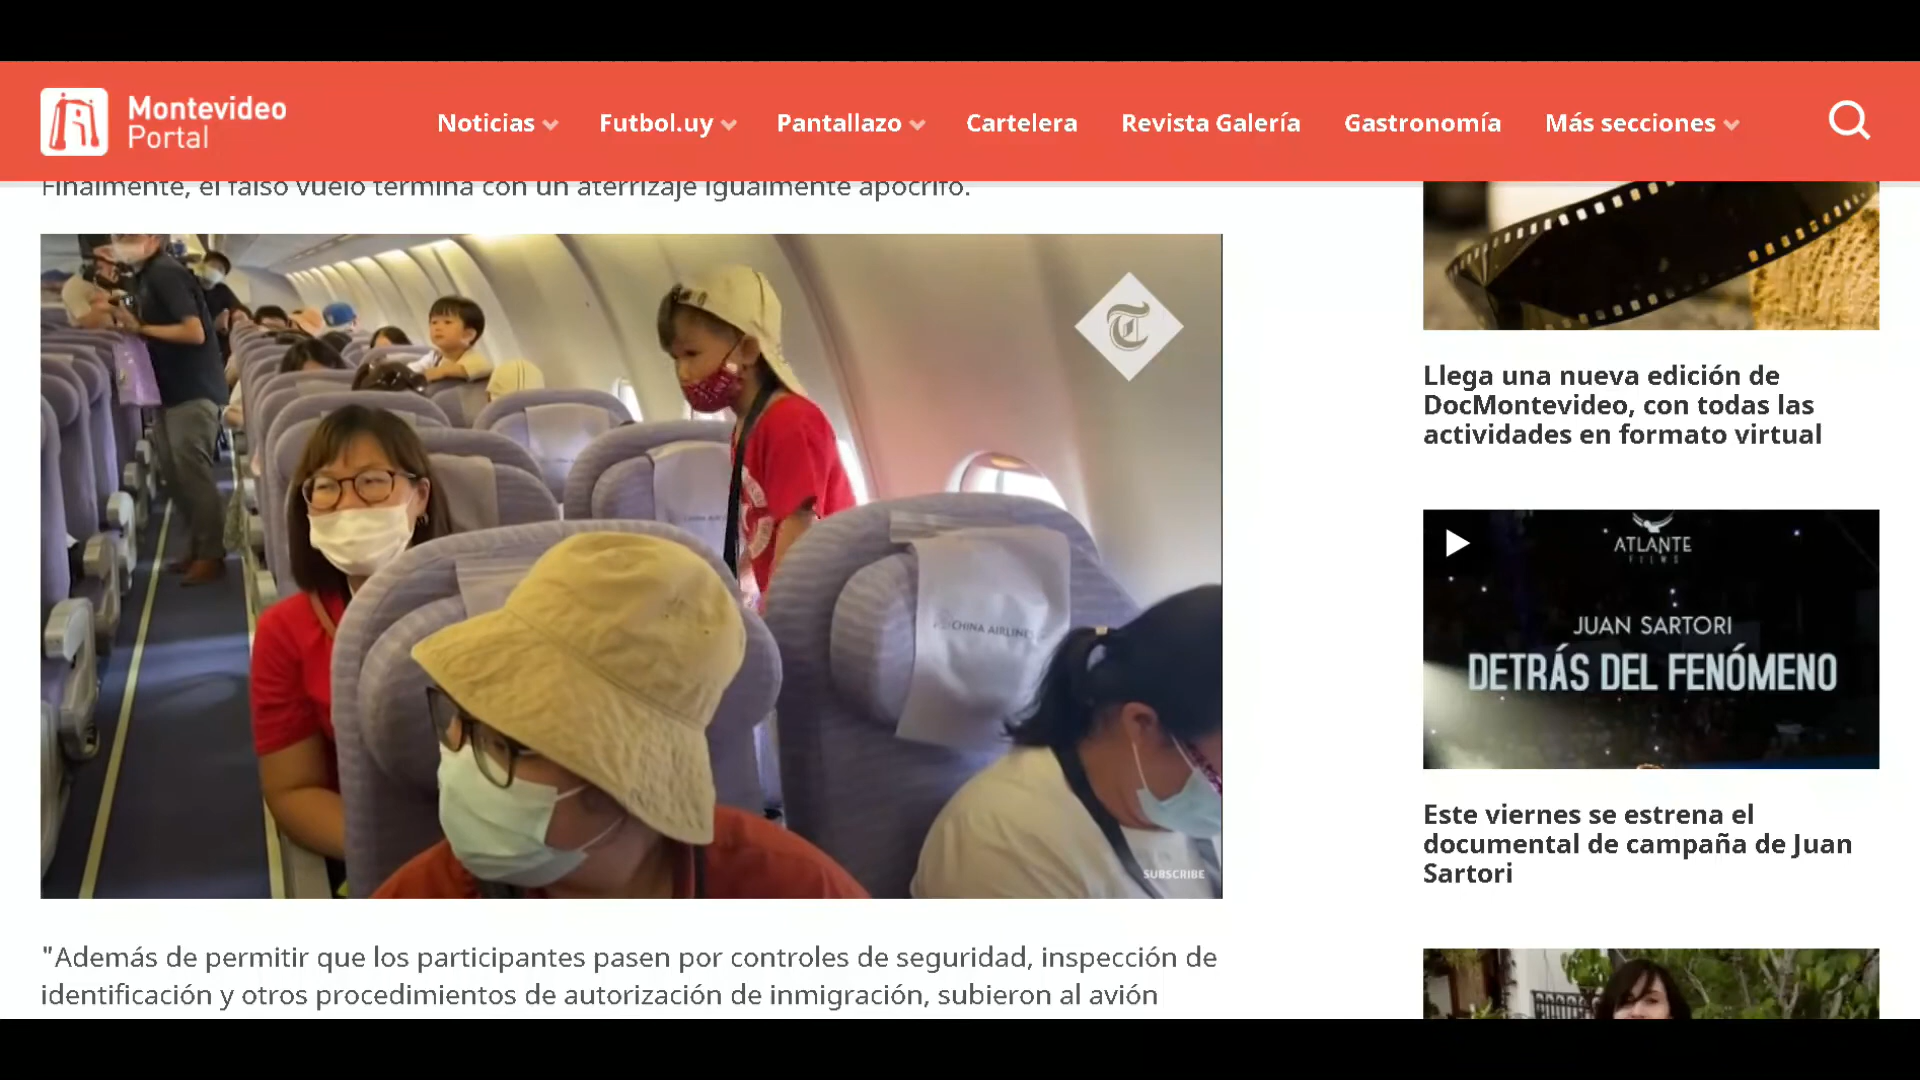 Montevideo
Portal
Noticias
Futbol.uy
Pantallazo
Cartelera
Revista Galería
Gastronomía
Más secciones
Finalmente, el falso vuelo termina con un aterrizaje igualmente apócrifo.
T
CHINA AIRLINES
SUBSCRIBE
"Además de permitir que los participantes pasen por controles de seguridad, inspección de
identificación y otros procedimientos de autorización de inmigración, subieron al avión
Llega una nueva edición de
DocMontevideo, con todas las
actividades en formato virtual
ATLANTE
FILMS
JUAN SARTORI
DETRÁS DEL FENÓMENO
Este viernes se estrena el
documental de campaña de Juan
Sartori